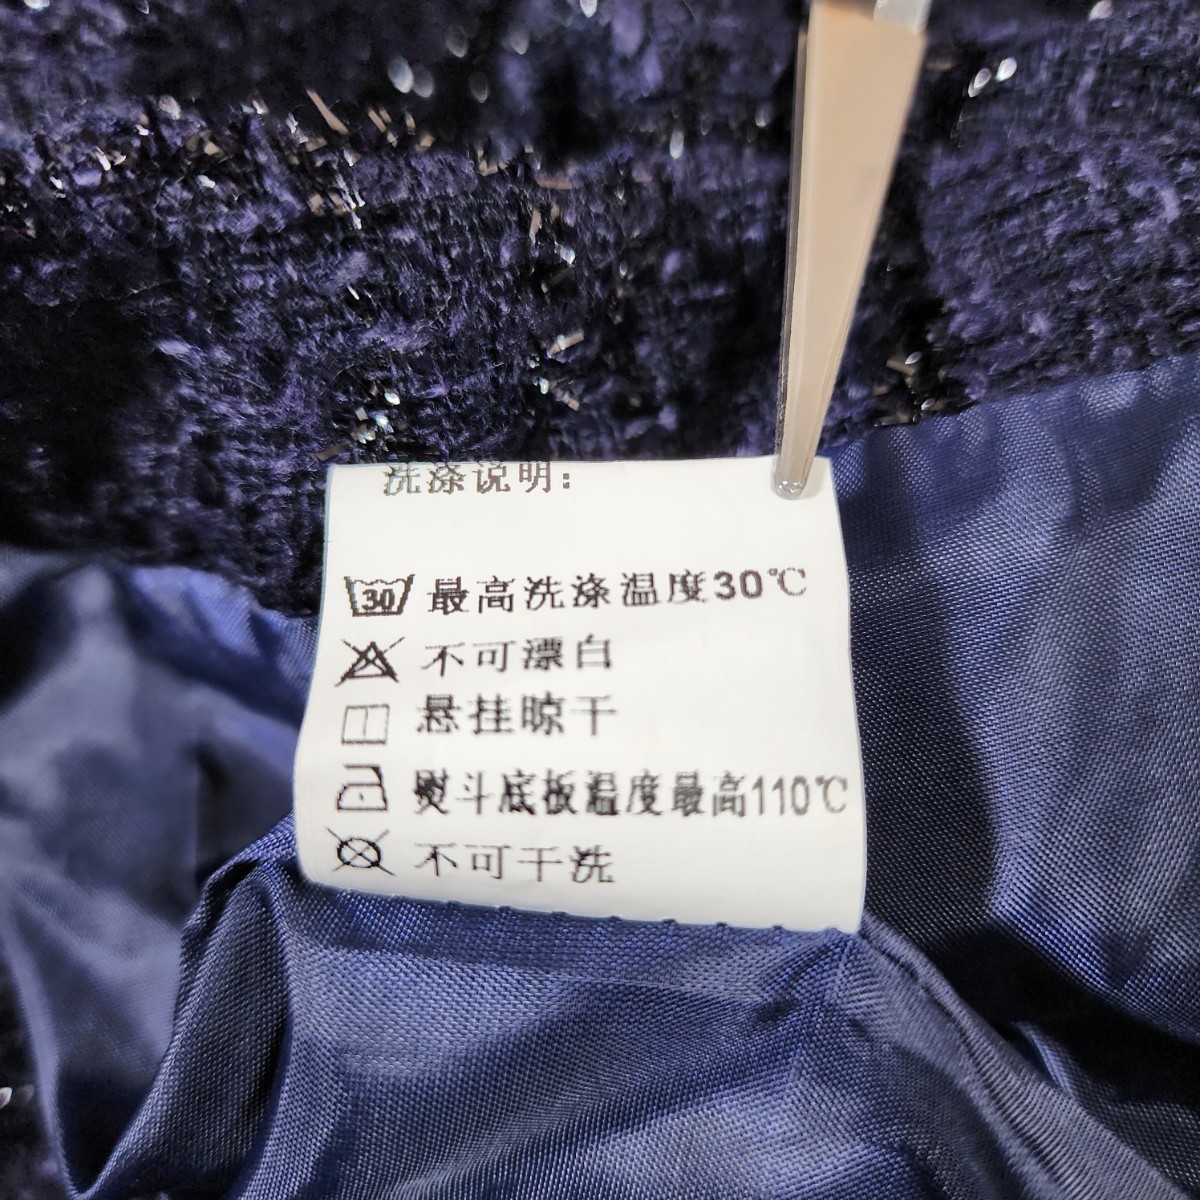 洗涤说明：
30 最高洗涤温度30℃
不可漂白
悬挂晾干
熨斗底板温度最高110℃
不可干洗